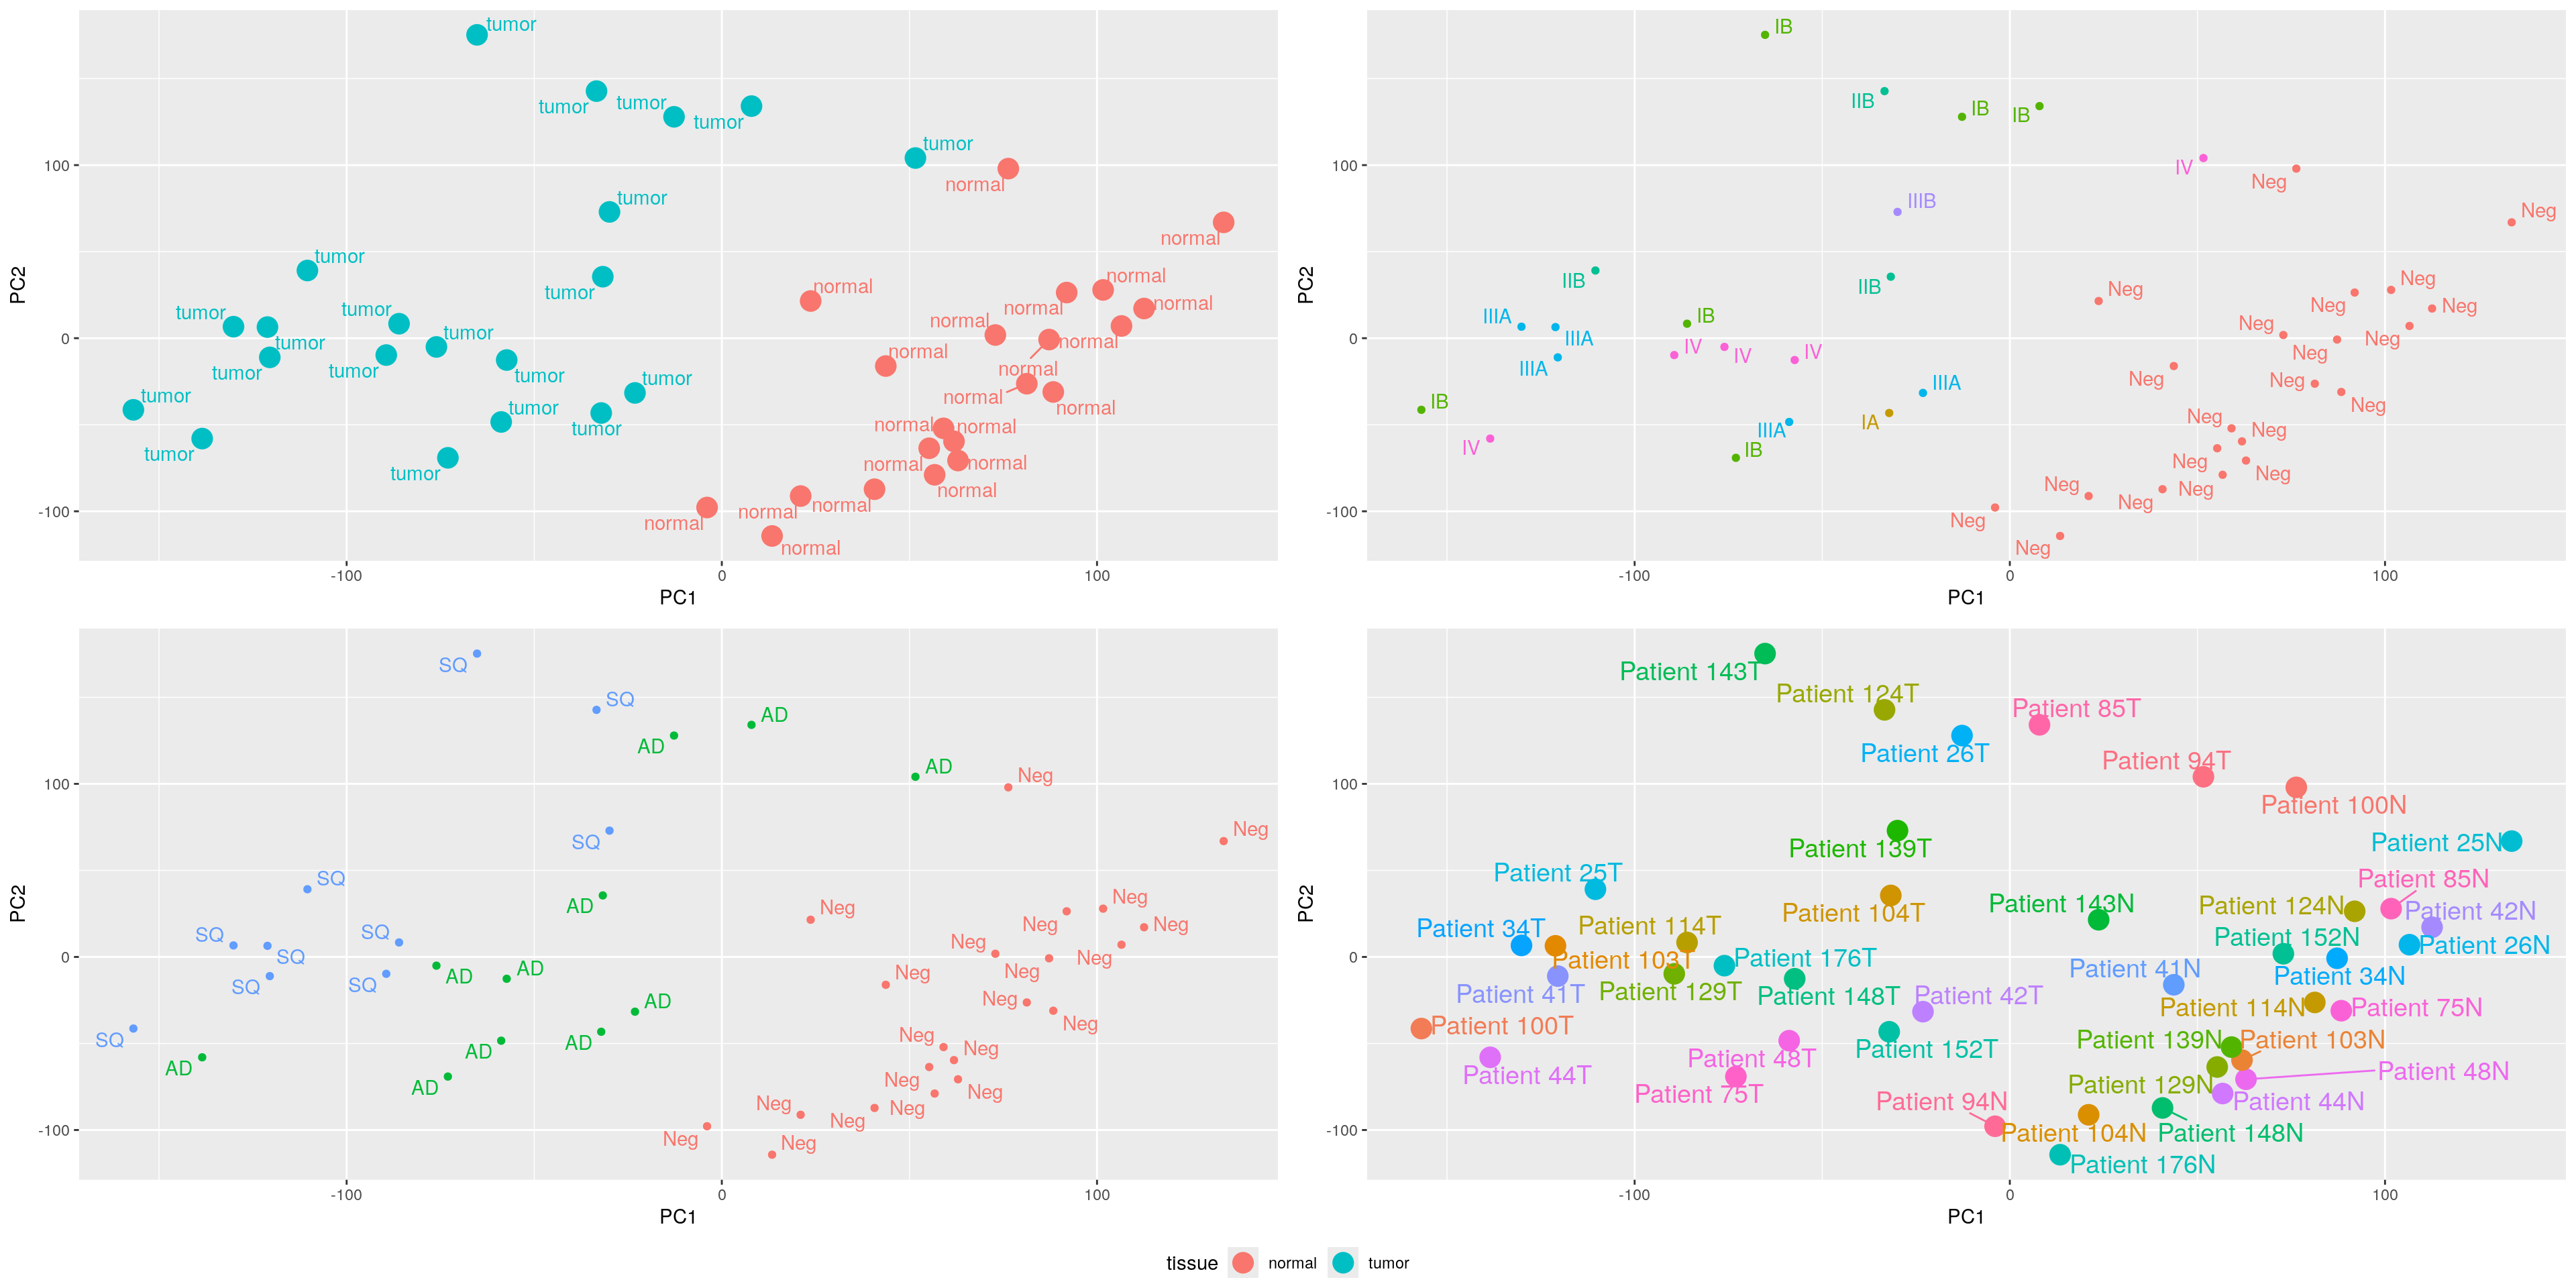 tumor
tumor
tumor
tumor
tumor
normal
tumor
normal
tumor
normal
normal
tumor
normal
normal
normal
tumor
tumor
normal
tumor
tumor
normal
normal
tumor
tumor
tumor
normal
tumor
tumor
normal
tumor
tumor
normal
tumor
normal
normal
tumor
tumor
normal
normal
normal
normal
normal
normal
normal
100
0
-100
-100
0
100
PC1
PC2
IB
IIB
IB
IB
IV
Neg
IIIB
Neg
IIB
IIB
Neg
Neg
Neg
Neg
IIIA
IB
Neg
IIIA
Neg
Neg
IV
IV
IV
IIIA
Neg
Neg
IIIA
IB
Neg
IIIA
IA
Neg
Neg
IV
IB
Neg
Neg
Neg
Neg
Neg
Neg
Neg
100
0
-100
-100
0
100
PC1
PC2
SQ
SQ
AD
AD
AD
Neg
SQ
Neg
SQ
AD
Neg
Neg
Neg
Neg
SQ
SQ
Neg
SQ
Neg
Neg
SQ
SQ
AD
AD
Neg
AD
Neg
Neg
SQ
AD
AD
Neg
Neg
AD
AD
Neg
Neg
Neg
Neg
Neg
Neg
Neg
100
0
-100
-100
0
100
PC1
PC2
Patient 143T
Patient 124T
Patient 85T
Patient 26T
Patient 94T
Patient 100N
Patient 25N
Patient 139T
Patient 25T
Patient 85N
Patient 104T
Patient 143N
Patient 124N
Patient 42N
Patient 34T
Patient 114T
Patient 152N
Patient 26N
Patient 103T
Patient 176T
Patient 41N
Patient 34N
Patient 41T
Patient 129T
Patient 148T
Patient 42T
Patient 114N
Patient 75N
Patient 100T
Patient 139N
Patient 103N
Patient 48T
Patient 152T
Patient 44T
Patient 48N
Patient 129N
Patient 75T
Patient 94N
Patient 44N
Patient 104N
Patient 148N
Patient 176N
100
0
-100
-100
0
100
PC1
PC2
tissue normal tumor